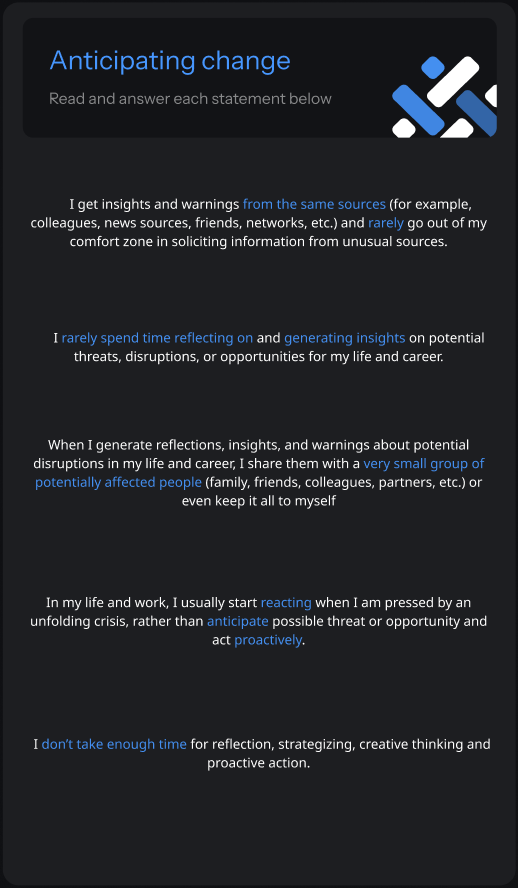 Anticipating change
Read and answer each statement below
I get insights and warnings from the same sources (for example,
colleagues, news sources, friends, networks, etc.) and rarely go out of my
comfort zone in soliciting information from unusual sources.
I rarely spend time reflecting on and generating insights on potential
threats, disruptions, or opportunities for my life and career.
When I generate reflections, insights, and warnings about potential
disruptions in my life and career, I share them with a very small group of
potentially affected people (family, friends, colleagues, partners, etc.) or
even keep it all to myself
In my life and work, I usually start reacting when I am pressed by an
unfolding crisis, rather than anticipate possible threat or opportunity and
act proactively.
I don’t take enough time for reflection, strategizing, creative thinking and
proactive action.